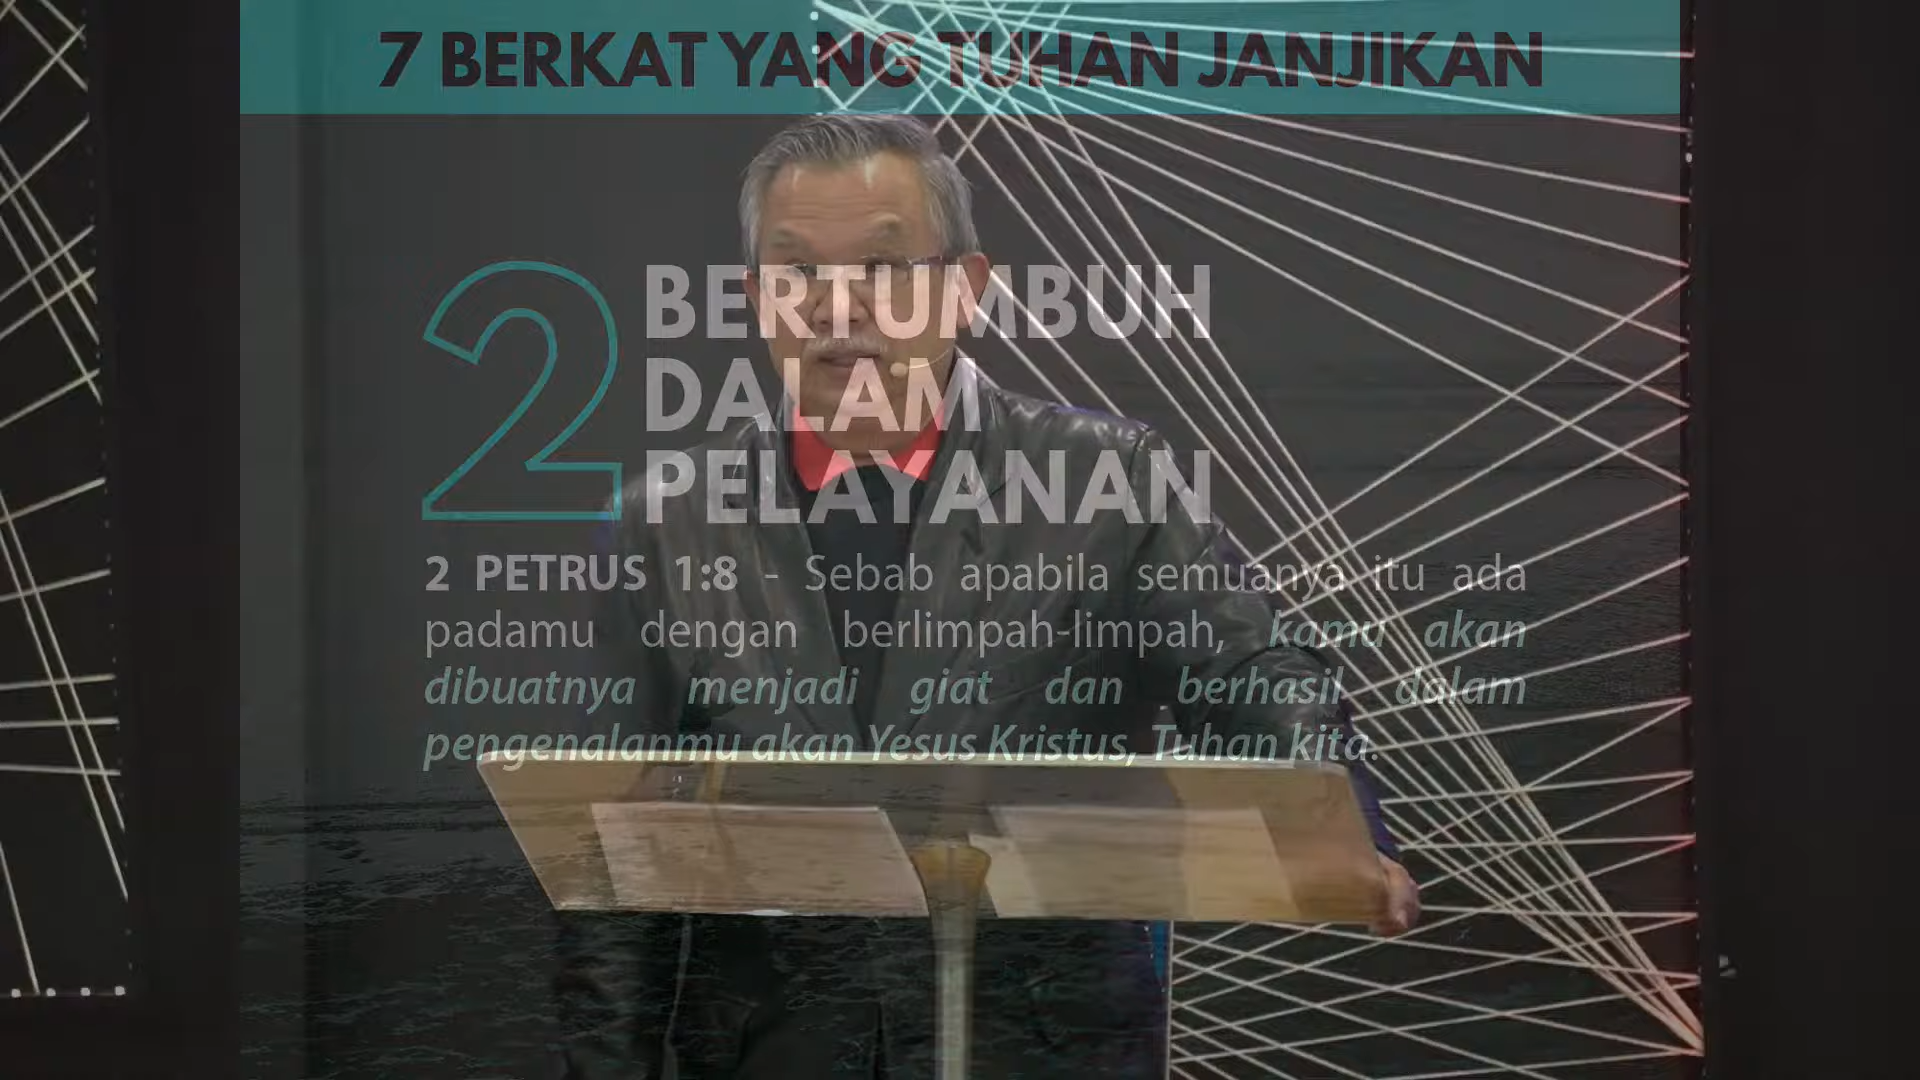 7 BERKAT YANG TUHAN JANJIKAN
2 BERTUMBUH
DALAM
PELAYANAN
2 PETRUS 1:8 - Sebab apabila semuanya itu ada
padamu dengan berlimpah-limpah, kamu akan
dibuatnya menjadi giat dan berhasil dalam
pengenalanmu akan Yesus Kristus, Tuhan kita.